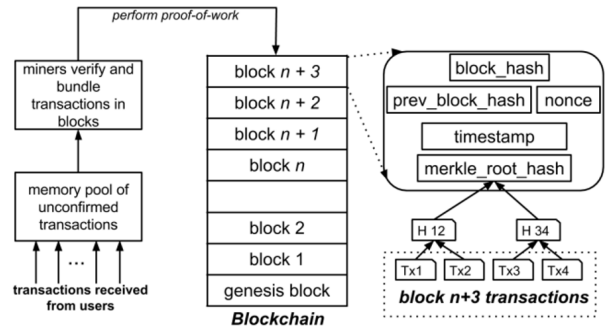 perform proof-of-work
miners verify and
bundle
transactions in
blocks
memory pool of
unconfirmed
transactions
...
transactions received
from users
block n + 3
block n + 2
block n + 1
block n
block 2
block 1
genesis block
Blockchain
block_hash
prev_block_hash
nonce
timestamp
merkle_root_hash
H 12
H 34
Tx1
Tx2
Tx3
Tx4
block n+3 transactions